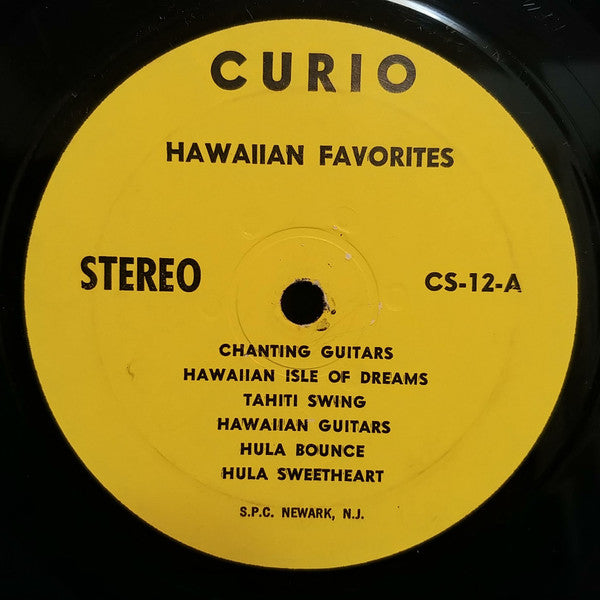 CURIO
HAWAIIAN FAVORITES
STEREO
CS-12-A
CHANTING GUITARS
HAWAIIAN ISLE OF DREAMS
TAHITI SWING
HAWAIIAN GUITARS
HULA BOUNCE
HULA SWEETHEART
S.P.C. NEWARK, N.J.